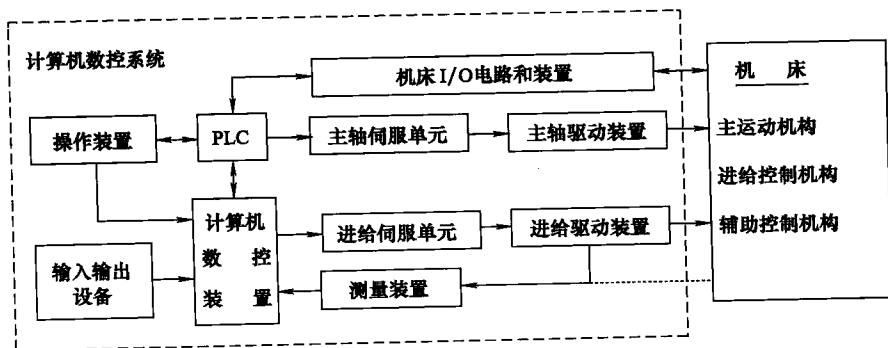 计算机数控系统
机床I/O电路和装置
机 床
操作装置
PLC
主轴伺服单元
主轴驱动装置
主运动机构
进给控制机构
计算机
数 控
装 置
进给伺服单元
进给驱动装置
辅助控制机构
输入输出
设备
测量装置